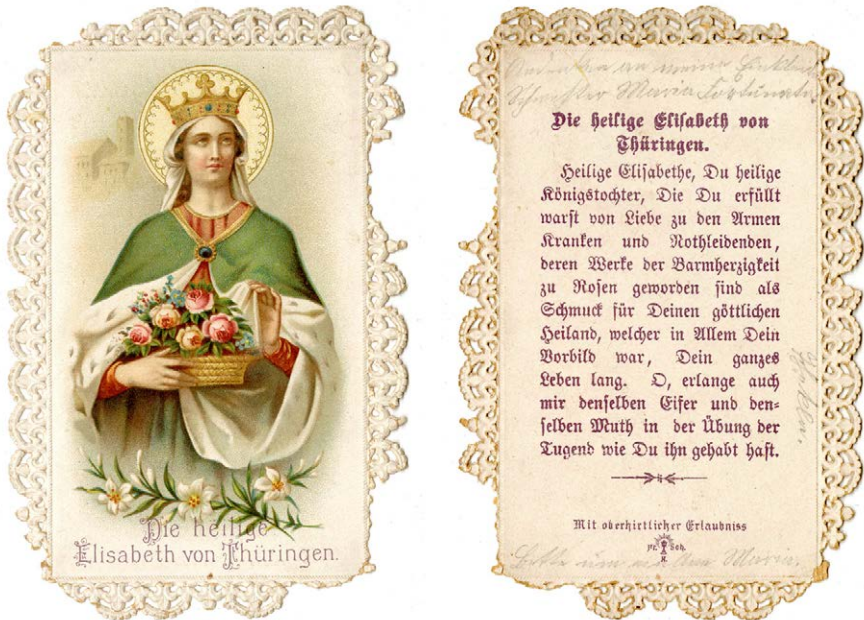 Die heilige
Elisabeth von Thüringen.
Schwester Maria
Die heilige Elisabeth von
Thüringen.
Heilige Elisabethe, Du heilige
Königstochter, Die Du erfüllt
warst von Liebe zu den Armen
Kranken und Nothleidenden,
deren Werke der Barmherzigkeit
zu Rosen geworden sind als
Schmuck für Deinen göttlichen
Heiland, welcher in Allem Dein
Vorbild war, Dein ganzes
Leben lang. O, erlange auch
mir denselben Eifer und den-
selben Muth in der Übung der
Tugend wie Du ihn gehabt hast.
Mit oberhirtlicher Erlaubniss
Maria.